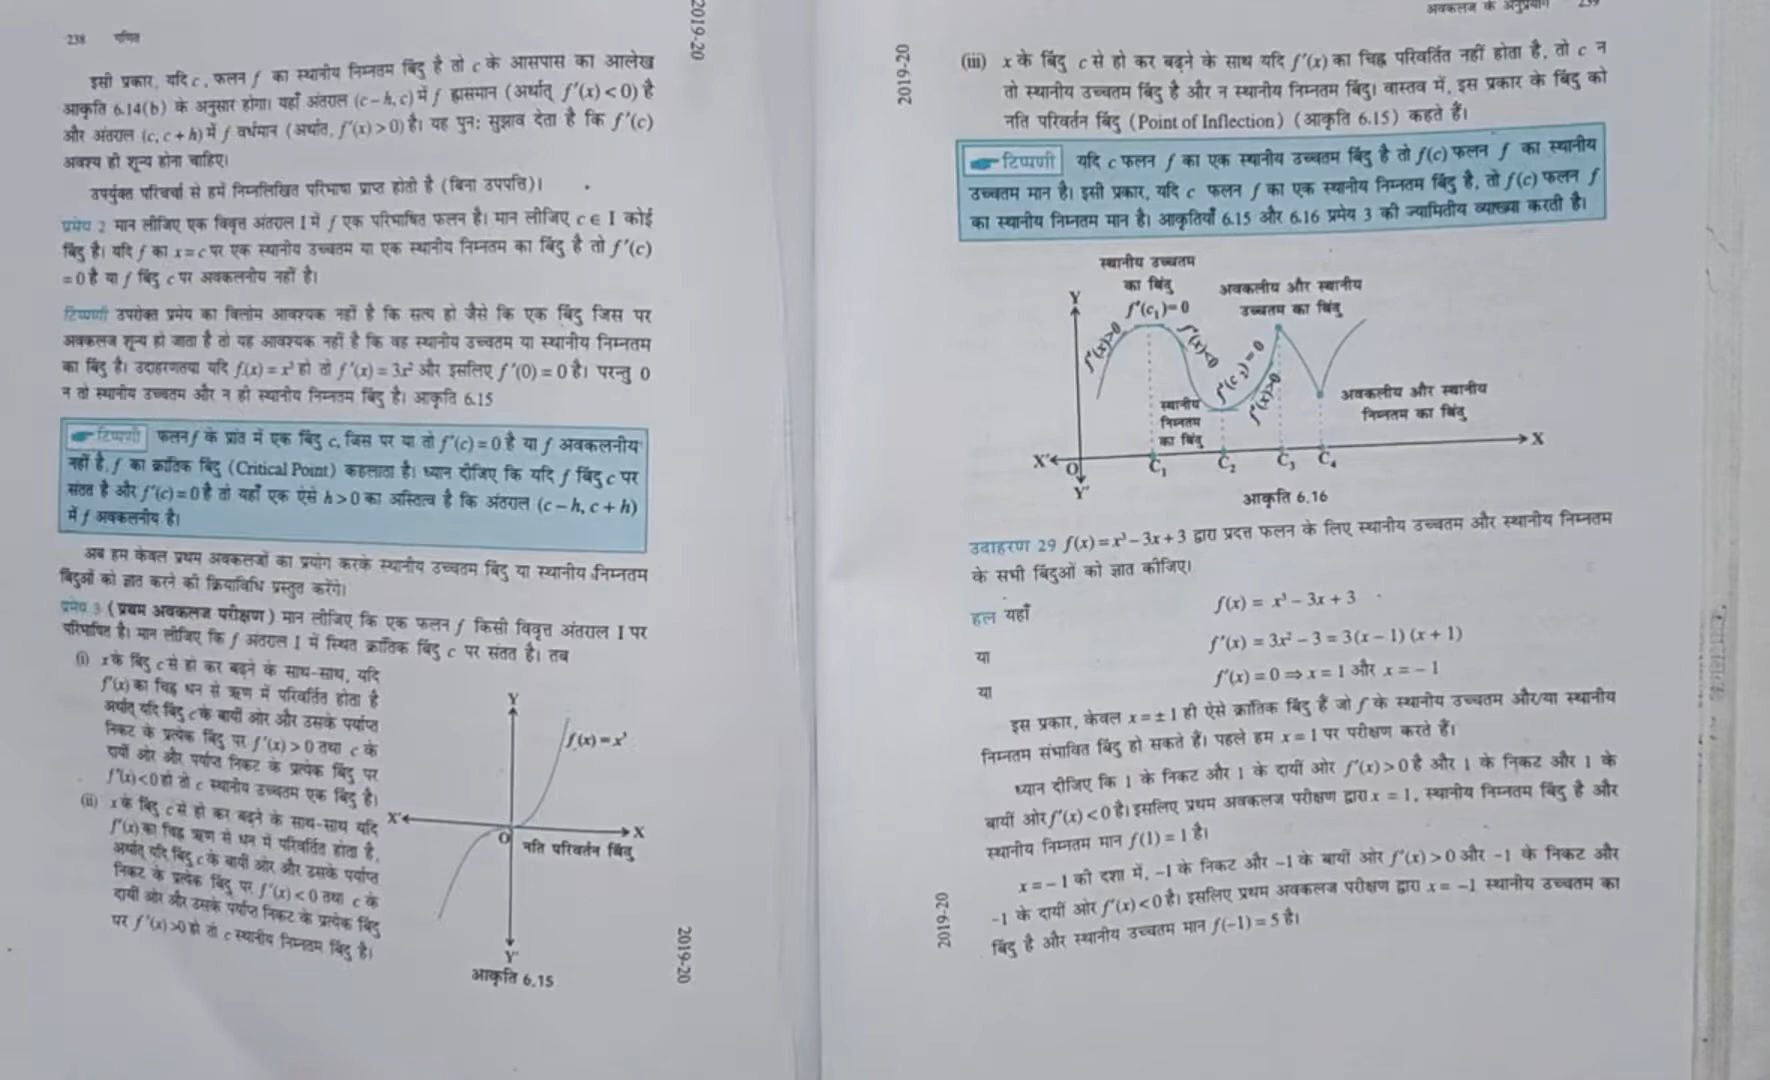 238 गणित
2019-20
इसी प्रकार, यदि c, फलन f का स्थानीय निम्नतम बिंदु है तो c के आसपास का आलेख
आकृति 6.14(b) के अनुसार होगा। यहाँ अंतराल (c – h, c) में f ह्रासमान (अर्थात् f′(x) < 0) है
और अंतराल (c, c + h) में f वर्धमान (अर्थात, f′(x) > 0) है। यह पुन: सुझाव देता है कि f′(c)
अवश्य ही शून्य होना चाहिए।
उपर्युक्त परिचर्चा से हमें निम्नलिखित परिभाषा प्राप्त होती है (बिना उपपत्ति)।
प्रमेय 2 मान लीजिए एक विवृत्त अंतराल I में f एक परिभाषित फलन है। मान लीजिए c ∈ I कोई
बिंदु है। यदि f का x = c पर एक स्थानीय उच्चतम या एक स्थानीय निम्नतम का बिंदु है तो f′(c)
= 0 है या f बिंदु c पर अवकलनीय नहीं है।
टिप्पणी उपरोक्त प्रमेय का विलोम आवश्यक नहीं है कि सत्य हो जैसे कि एक बिंदु जिस पर
अवकलज शून्य हो जाता है तो यह आवश्यक नहीं है कि वह स्थानीय उच्चतम या स्थानीय निम्नतम
का बिंदु है। उदाहरणतया यदि f(x) = x³ हो तो f′(x) = 3x² और इसलिए f′(0) = 0 है। परन्तु 0
न तो स्थानीय उच्चतम और न ही स्थानीय निम्नतम बिंदु है। आकृति 6.15
टिप्पणी फलन f के प्रांत में एक बिंदु c, जिस पर या तो f′(c) = 0 है या f अवकलनीय
नहीं है, f का क्रांतिक बिंदु (Critical Point) कहलाता है। ध्यान दीजिए कि यदि f बिंदु c पर
संतत है और f′(c) = 0 है तो यहाँ एक ऐसे h > 0 का अस्तित्व है कि अंतराल (c – h, c + h)
में f अवकलनीय है।
अब हम केवल प्रथम अवकलजों का प्रयोग करके स्थानीय उच्चतम बिंदु या स्थानीय निम्नतम
बिंदुओं को ज्ञात करने की क्रियाविधि प्रस्तुत करेंगे।
प्रमेय 3 (प्रथम अवकलज परीक्षण) मान लीजिए कि एक फलन f किसी विवृत्त अंतराल I पर
परिभाषित है। मान लीजिए कि f अंतराल I में स्थित क्रांतिक बिंदु c पर संतत है। तब
(i) x के बिंदु c से हो कर बढ़ने के साथ-साथ, यदि
f′(x) का चिह्न धन से ऋण में परिवर्तित होता है
अर्थात् यदि बिंदु c के बायीं ओर और उसके पर्याप्त
निकट के प्रत्येक बिंदु पर f′(x) > 0 तथा c के
दायीं ओर और पर्याप्त निकट के प्रत्येक बिंदु पर
f′(x) < 0 हो तो c स्थानीय उच्चतम एक बिंदु है।
(ii) x के बिंदु c से हो कर बढ़ने के साथ-साथ यदि
f′(x) का चिह्न ऋण से धन में परिवर्तित होता है,
अर्थात् यदि बिंदु c के बायीं ओर और उसके पर्याप्त
निकट के प्रत्येक बिंदु पर f′(x) < 0 तथा c के
दायीं ओर और उसके पर्याप्त निकट के प्रत्येक बिंदु
पर f′(x) >0 हो तो c स्थानीय निम्नतम बिंदु है।
Y
f(x) = x³
X′
X
O
नति परिवर्तन बिंदु
Y′
आकृति 6.15
2019-20
अवकलज के अनुप्रयोग 239
2019-20
(iii) x के बिंदु c से हो कर बढ़ने के साथ यदि f′(x) का चिह्न परिवर्तित नहीं होता है, तो c न
तो स्थानीय उच्चतम बिंदु है और न स्थानीय निम्नतम बिंदु। वास्तव में, इस प्रकार के बिंदु को
नति परिवर्तन बिंदु (Point of Inflection) (आकृति 6.15) कहते हैं।
टिप्पणी यदि c फलन f का एक स्थानीय उच्चतम बिंदु है तो f(c) फलन f का स्थानीय
उच्चतम मान है। इसी प्रकार, यदि c फलन f का एक स्थानीय निम्नतम बिंदु है, तो f(c) फलन f
का स्थानीय निम्नतम मान है। आकृतियाँ 6.15 और 6.16 प्रमेय 3 की ज्यामितीय व्याख्या करती है।
स्थानीय उच्चतम
का बिंदु
f′(c₁)= 0
अवकलीय और स्थानीय
उच्चतम का बिंदु
Y
f′(x)>0
f′(x)<0
f′(c₂)= 0
f′(x)>0
स्थानीय
निम्नतम
का बिंदु
अवकलीय और स्थानीय
निम्नतम का बिंदु
X′
O
Y′
C₁
C₂
C₃
C₄
X
आकृति 6.16
उदाहरण 29 f(x) = x³ – 3x + 3 द्वारा प्रदत्त फलन के लिए स्थानीय उच्चतम और स्थानीय निम्नतम
के सभी बिंदुओं को ज्ञात कीजिए।
हल यहाँ f(x) = x³ – 3x + 3
या f′(x) = 3x² – 3 = 3(x – 1) (x + 1)
या f′(x) = 0 ⇒ x = 1 और x = – 1
इस प्रकार, केवल x = ± 1 ही ऐसे क्रांतिक बिंदु हैं जो f के स्थानीय उच्चतम और/या स्थानीय
निम्नतम संभावित बिंदु हो सकते हैं। पहले हम x = 1 पर परीक्षण करते हैं।
ध्यान दीजिए कि 1 के निकट और 1 के दायीं ओर f′(x) > 0 है और 1 के निकट और 1 के
बायीं ओर f′(x) < 0 है। इसलिए प्रथम अवकलज परीक्षण द्वारा x = 1, स्थानीय निम्नतम बिंदु है और
स्थानीय निम्नतम मान f(1) = 1 है।
x = – 1 की दशा में, –1 के निकट और –1 के बायीं ओर f′(x) > 0 और –1 के निकट और
–1 के दायीं ओर f′(x) < 0 है। इसलिए प्रथम अवकलज परीक्षण द्वारा x = –1 स्थानीय उच्चतम का
बिंदु है और स्थानीय उच्चतम मान f(–1) = 5 है।
2019-20